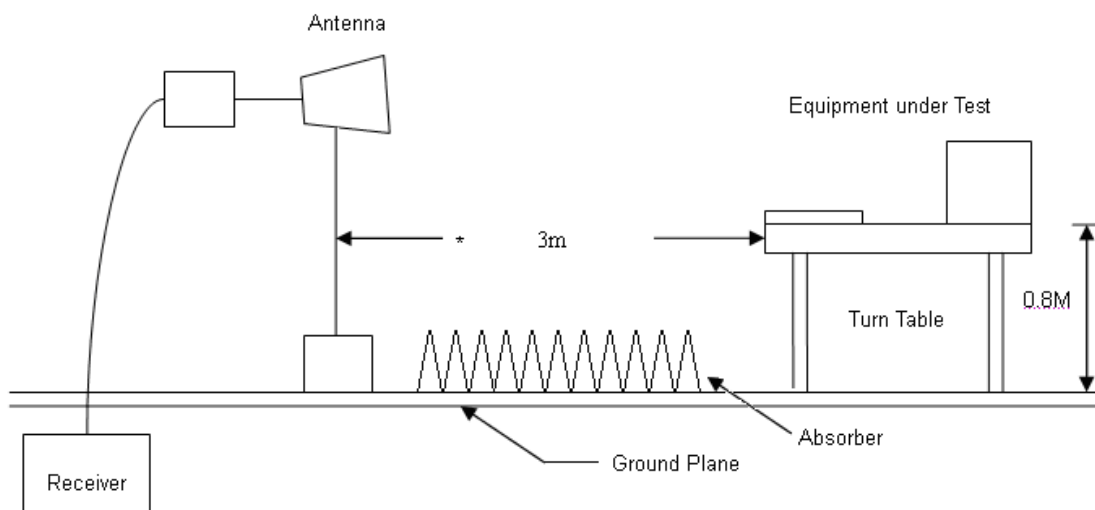 Antenna
Equipment under Test
* 3m
0.8M
Turn Table
Absorber
Ground Plane
Receiver